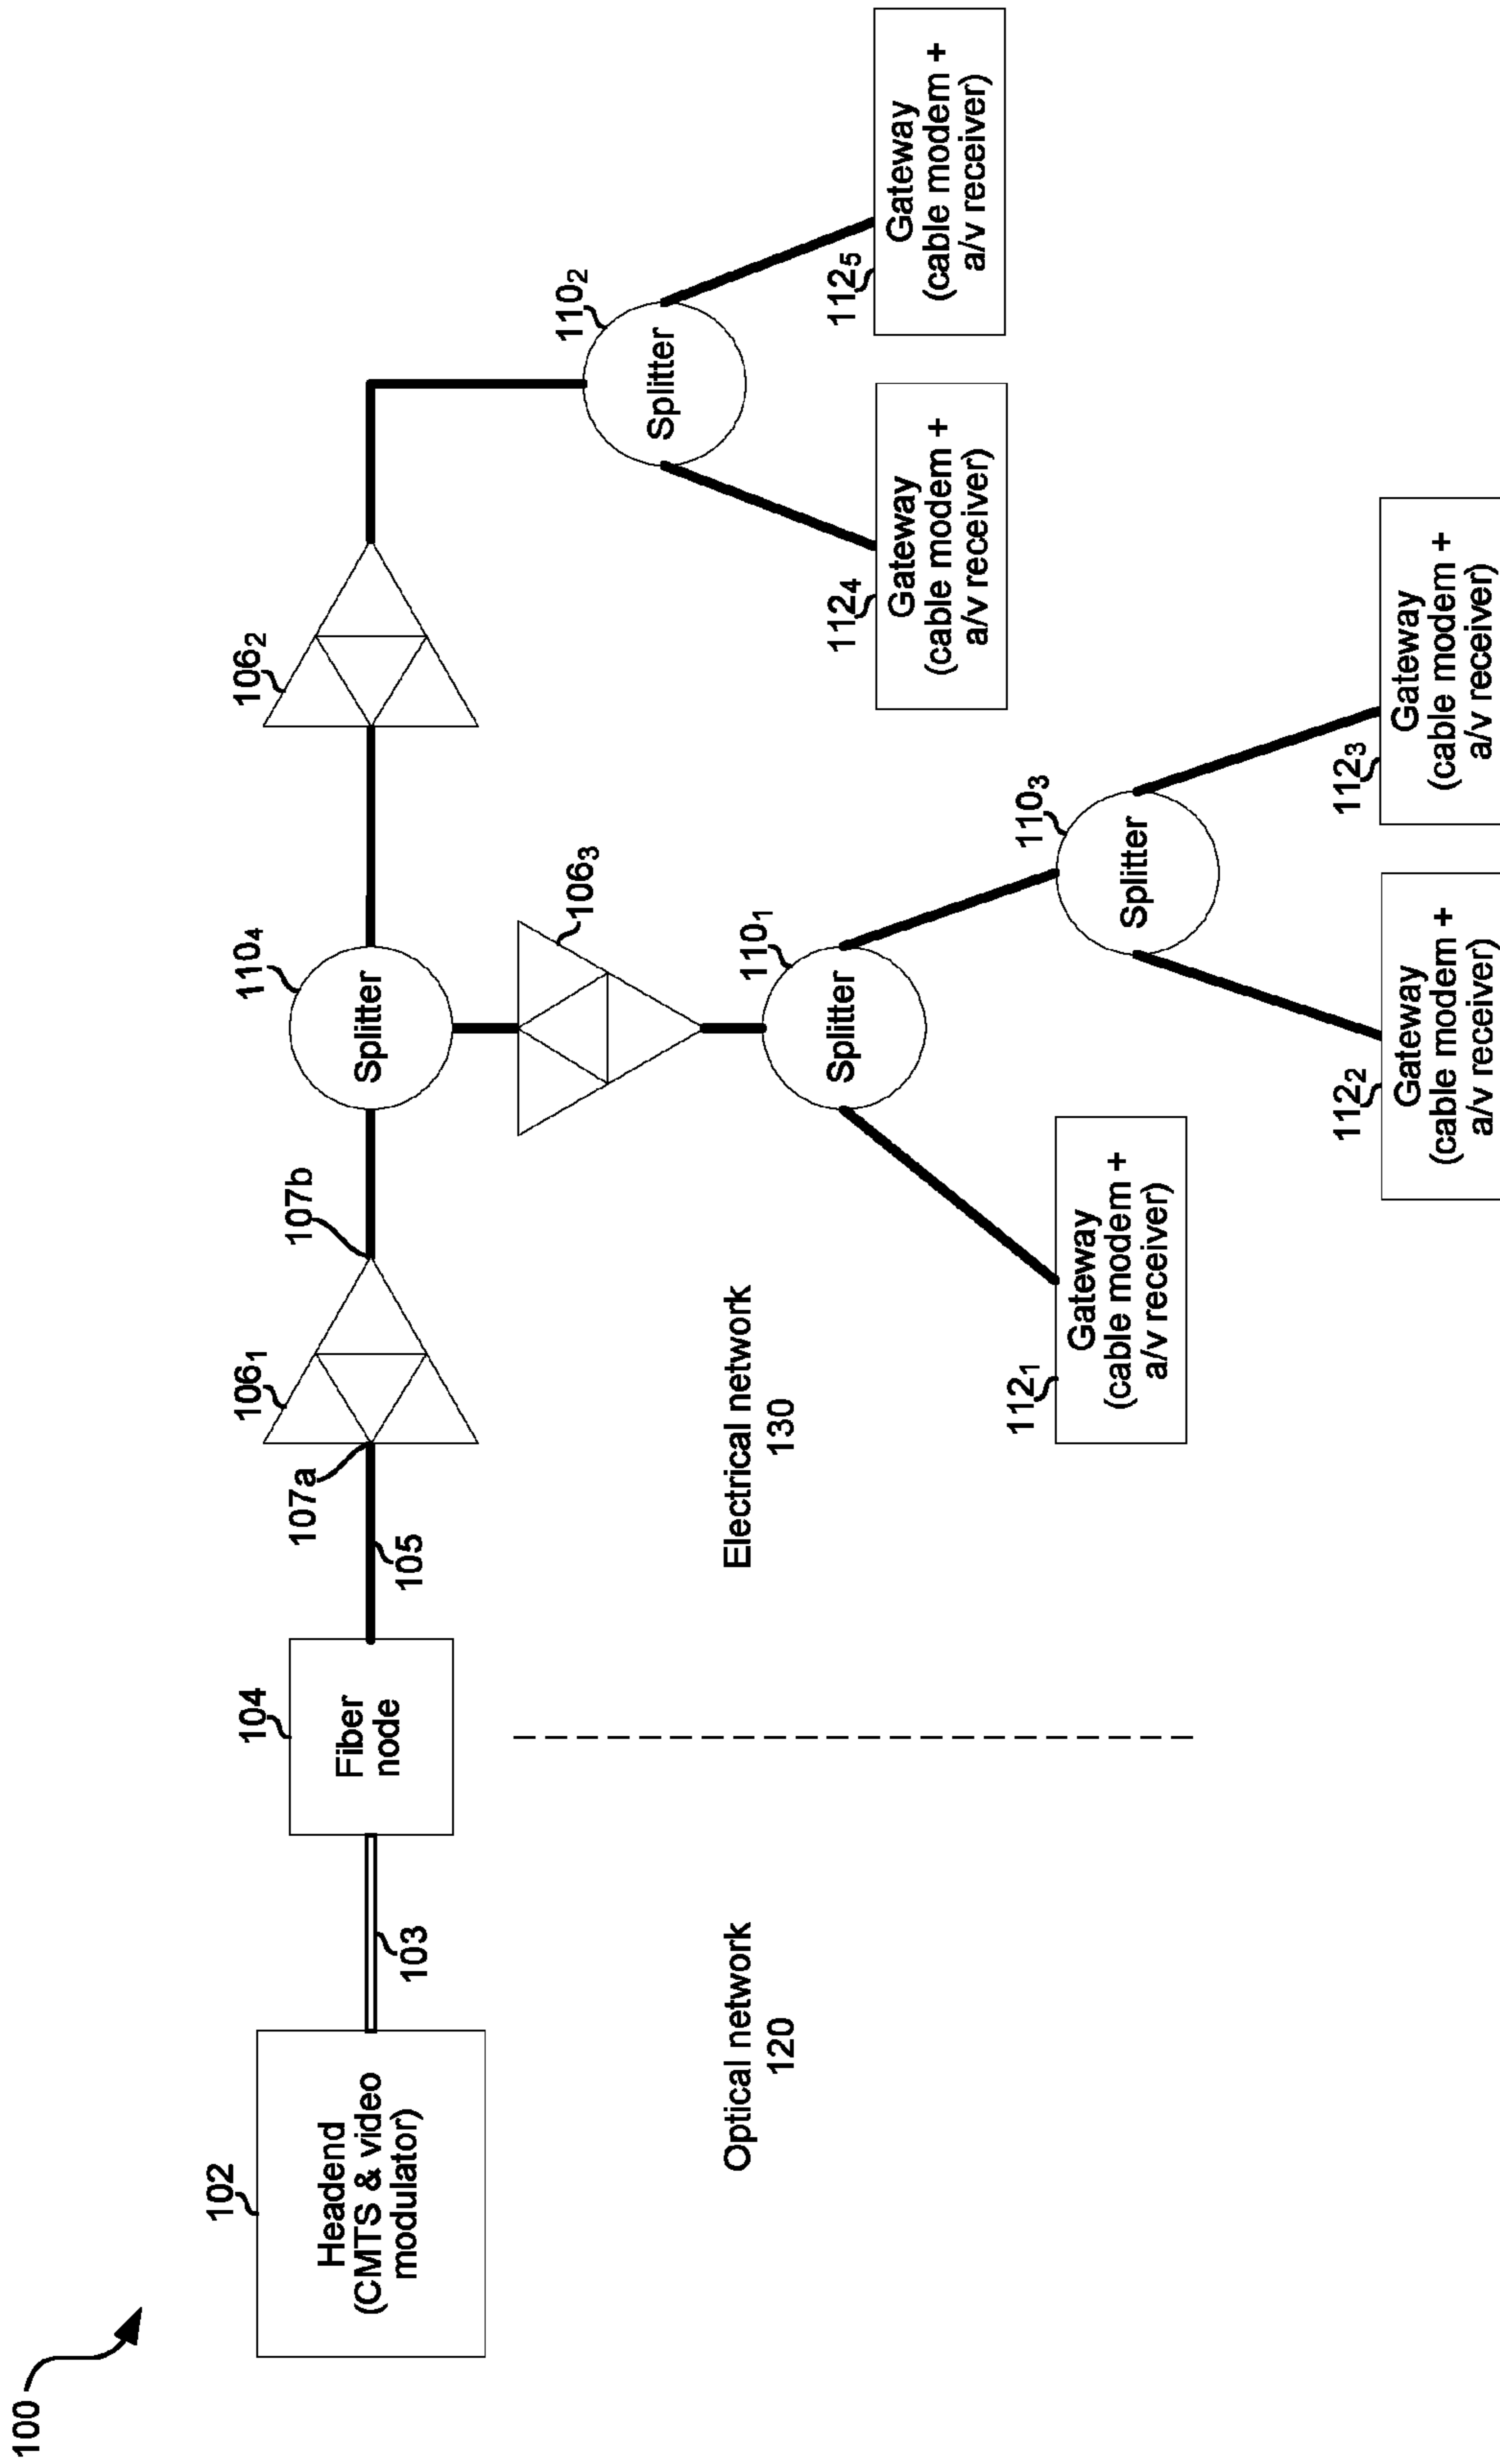 100
102
Headend
(CMTS & video
modulator)
103
104
Fiber
node
105
107a
106₁
107b
110₄
Splitter
106₂
106₃
110₂
Splitter
110₁
Splitter
110₃
Splitter
112₁
Gateway
(cable modem +
a/v receiver)
112₂
Gateway
(cable modem +
a/v receiver)
112₃
Gateway
(cable modem +
a/v receiver)
112₄
Gateway
(cable modem +
a/v receiver)
112₅
Gateway
(cable modem +
a/v receiver)
Optical network
120
Electrical network
130